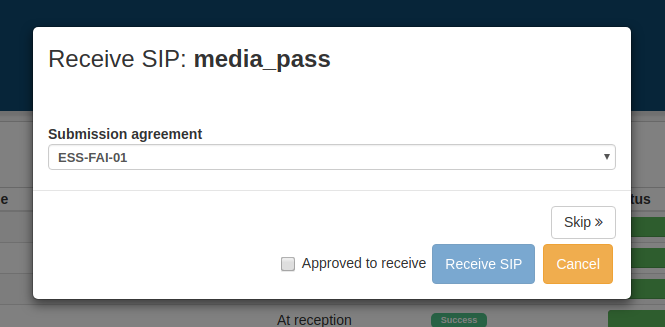 Receive SIP: media_pass
Submission agreement
ESS-FAI-01
e
tus
Skip »
Approved to receive Receive SIP Cancel
At reception Success